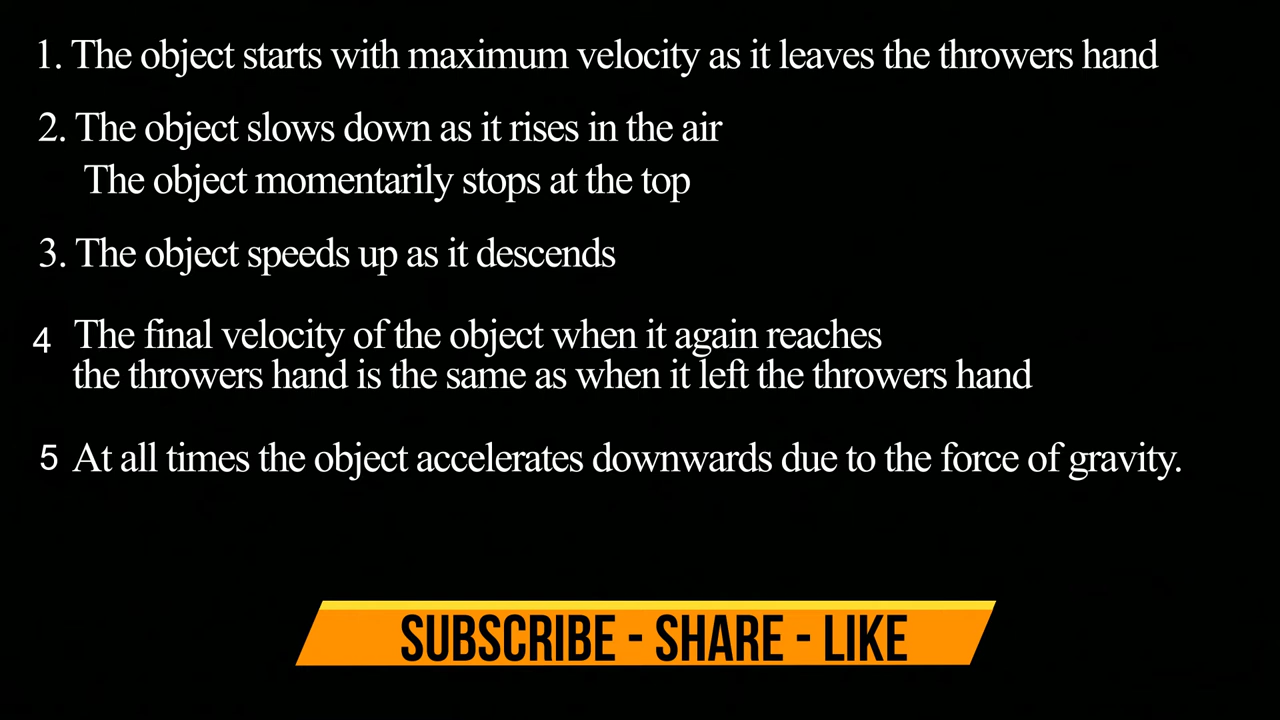 1. The object starts with maximum velocity as it leaves the throwers hand
2. The object slows down as it rises in the air
The object momentarily stops at the top
3. The object speeds up as it descends
4 The final velocity of the object when it again reaches
the throwers hand is the same as when it left the throwers hand
5 At all times the object accelerates downwards due to the force of gravity.
SUBSCRIBE - SHARE - LIKE